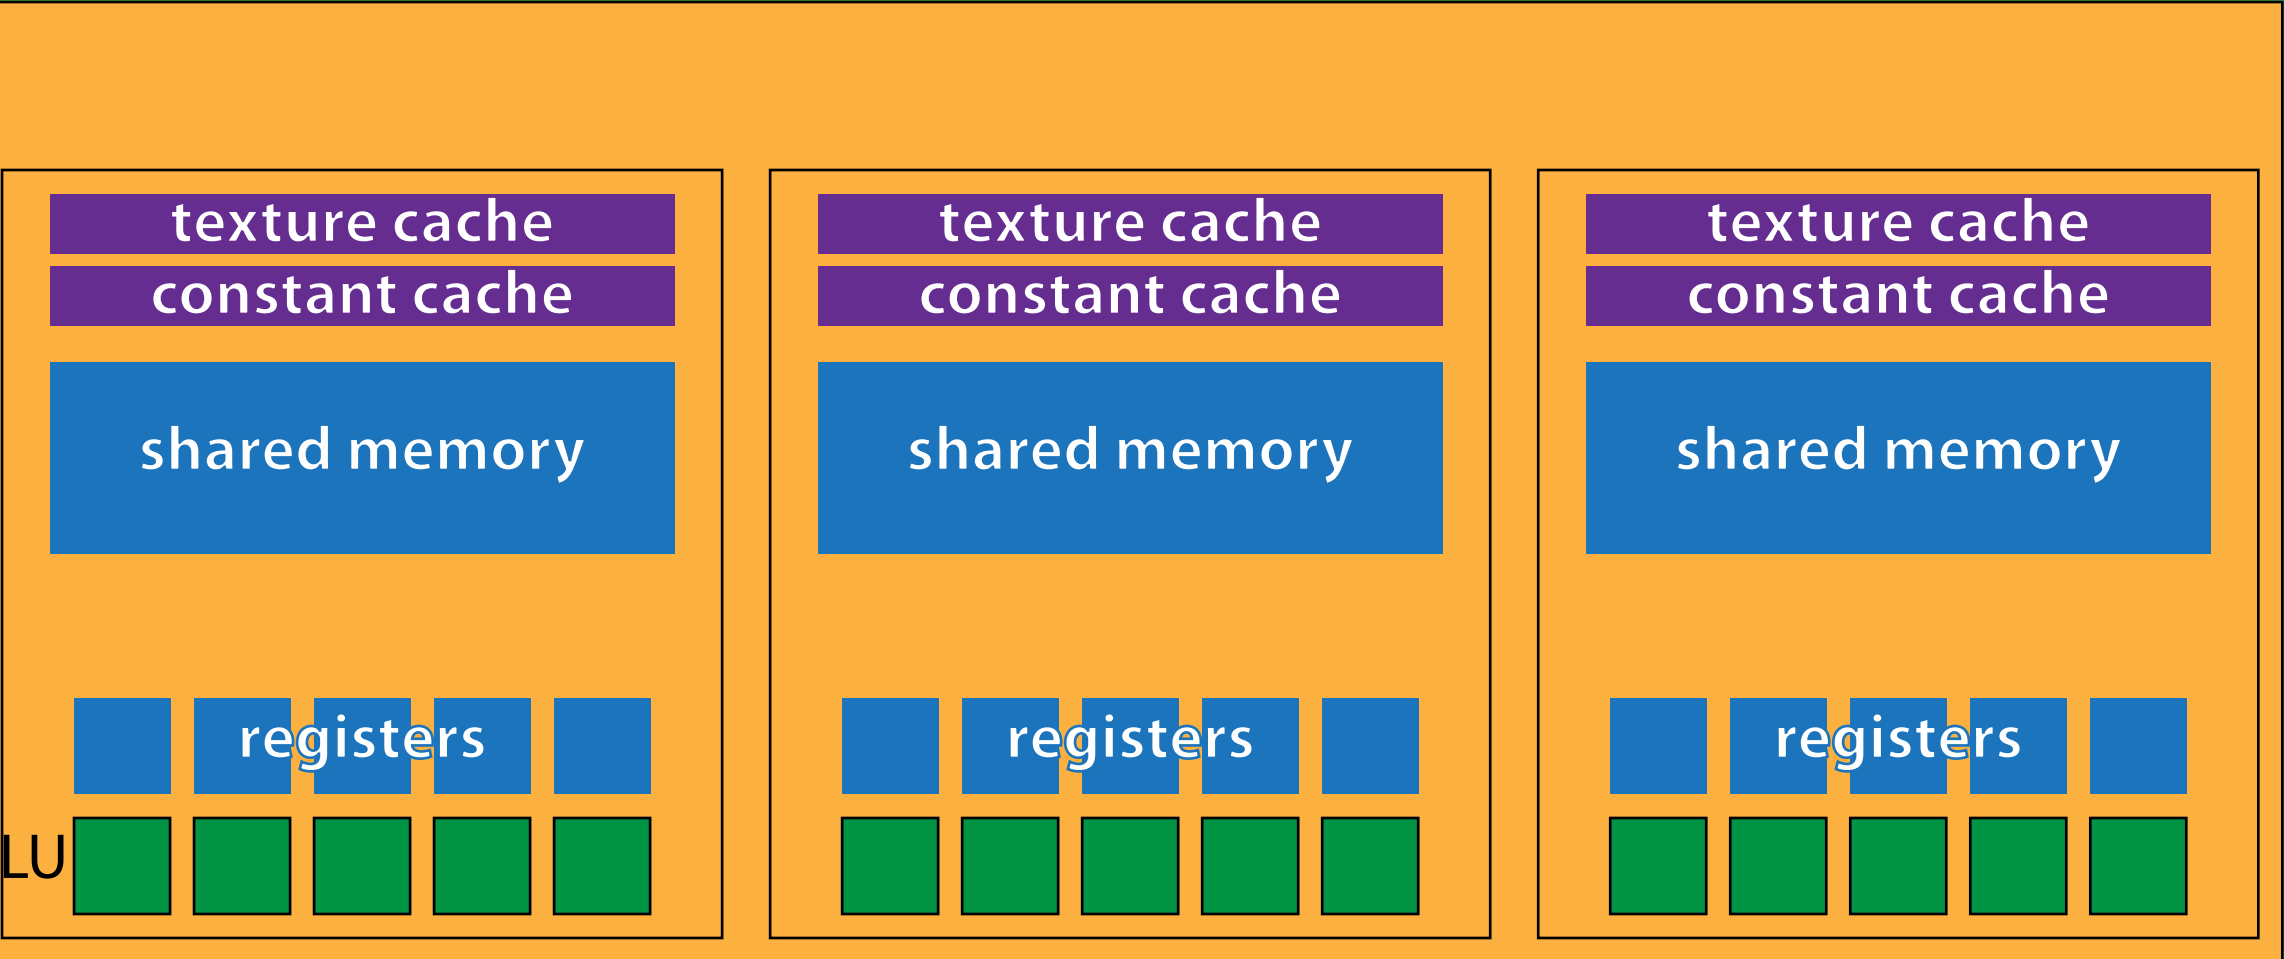 texture cache
constant cache
shared memory
registers
LU
texture cache
constant cache
shared memory
registers
texture cache
constant cache
shared memory
registers